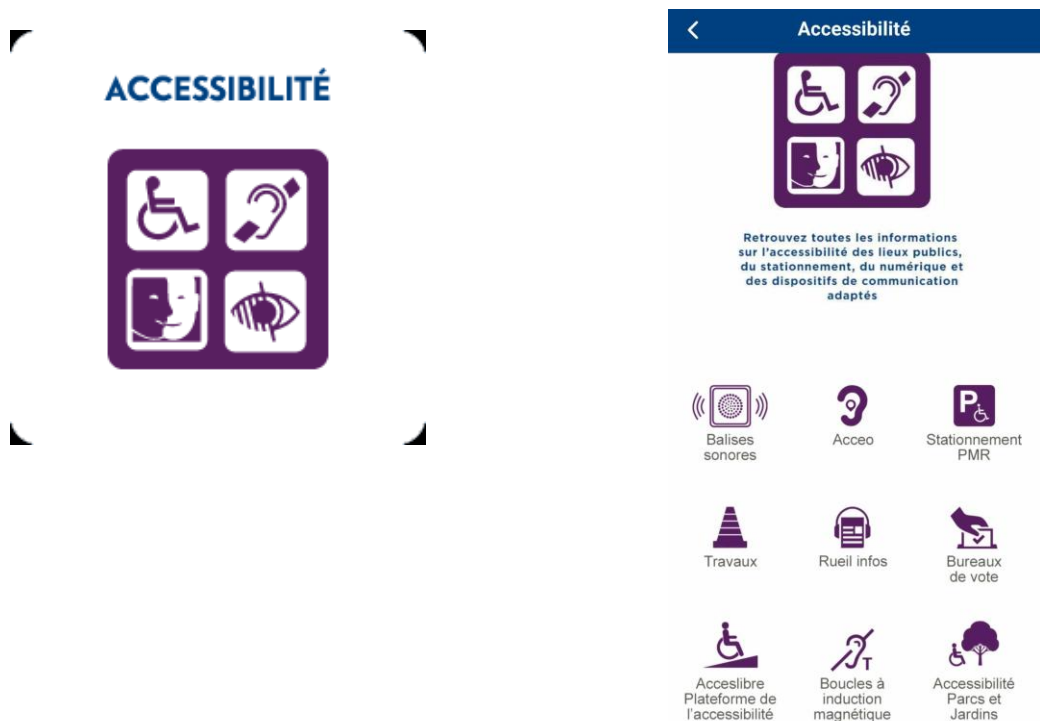 ACCESSIBILITÉ
Accessibilité
Retrouvez toutes les informations
sur l'accessibilité des lieux publics,
du stationnement, du numérique et
des dispositifs de communication
adaptés
Balises
sonores
Acceo
P
Stationnement
PMR
Travaux
Rueil infos
Bureaux
de vote
Acceslibre
Plateforme de
l'accessibilité
T
Boucles à
induction
magnétique
Accessibilité
Parcs et
Jardins